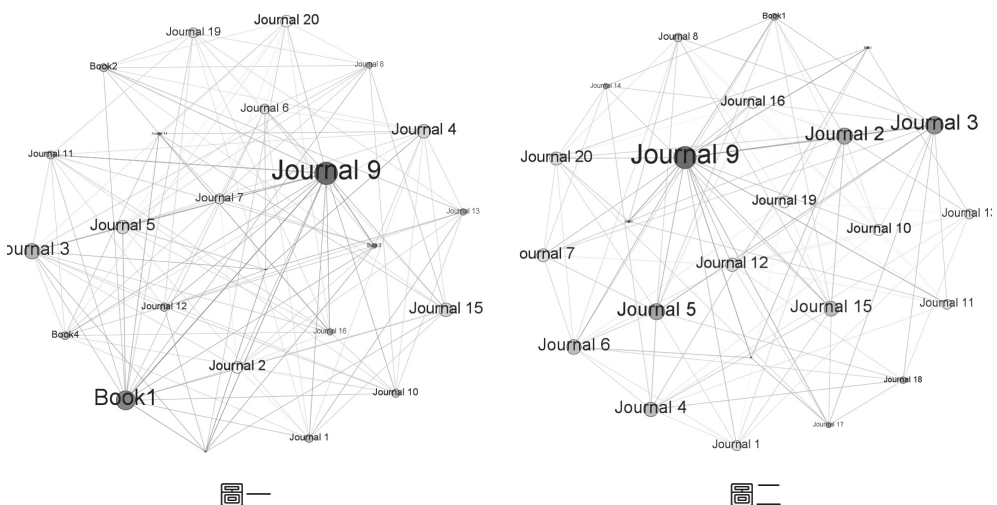 Journal 20
Journal 19
Book2
Journal 8
Journal 6
Journal 4
Journal 11
Journal 9
Journal 7
Journal 13
Journal 5
Book3
ournal 3
Journal 12
Journal 15
Book4
Journal 16
Journal 2
Book1
Journal 10
Journal 1
圖一
Book1
Journal 8
Journal 14
Journal 16
Journal 3
Journal 2
Journal 20
Journal 9
Journal 19
Journal 13
Journal 10
ournal 7
Journal 12
Journal 11
Journal 5
Journal 15
Journal 6
Journal 18
Journal 4
Journal 17
Journal 1
圖二